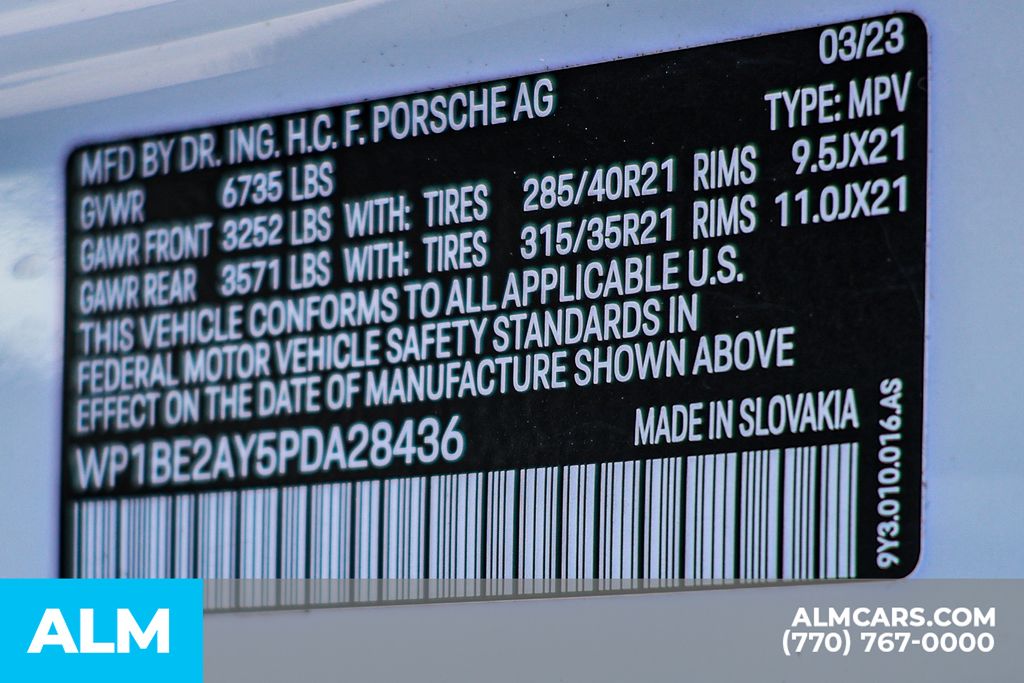 03/23
MFD BY DR. ING. H.C. F. PORSCHE AG
TYPE: MPV
GVWR 6735 LBS
GAWR FRONT 3252 LBS WITH: TIRES 285/40R21 RIMS 9.5JX21
GAWR REAR 3571 LBS WITH: TIRES 315/35R21 RIMS 11.0JX21
THIS VEHICLE CONFORMS TO ALL APPLICABLE U.S.
FEDERAL MOTOR VEHICLE SAFETY STANDARDS IN
EFFECT ON THE DATE OF MANUFACTURE SHOWN ABOVE
WP1BE2AY5PDA28436
MADE IN SLOVAKIA
9Y3.010.016.AS
ALM
ALMCARS.COM
(770) 767-0000